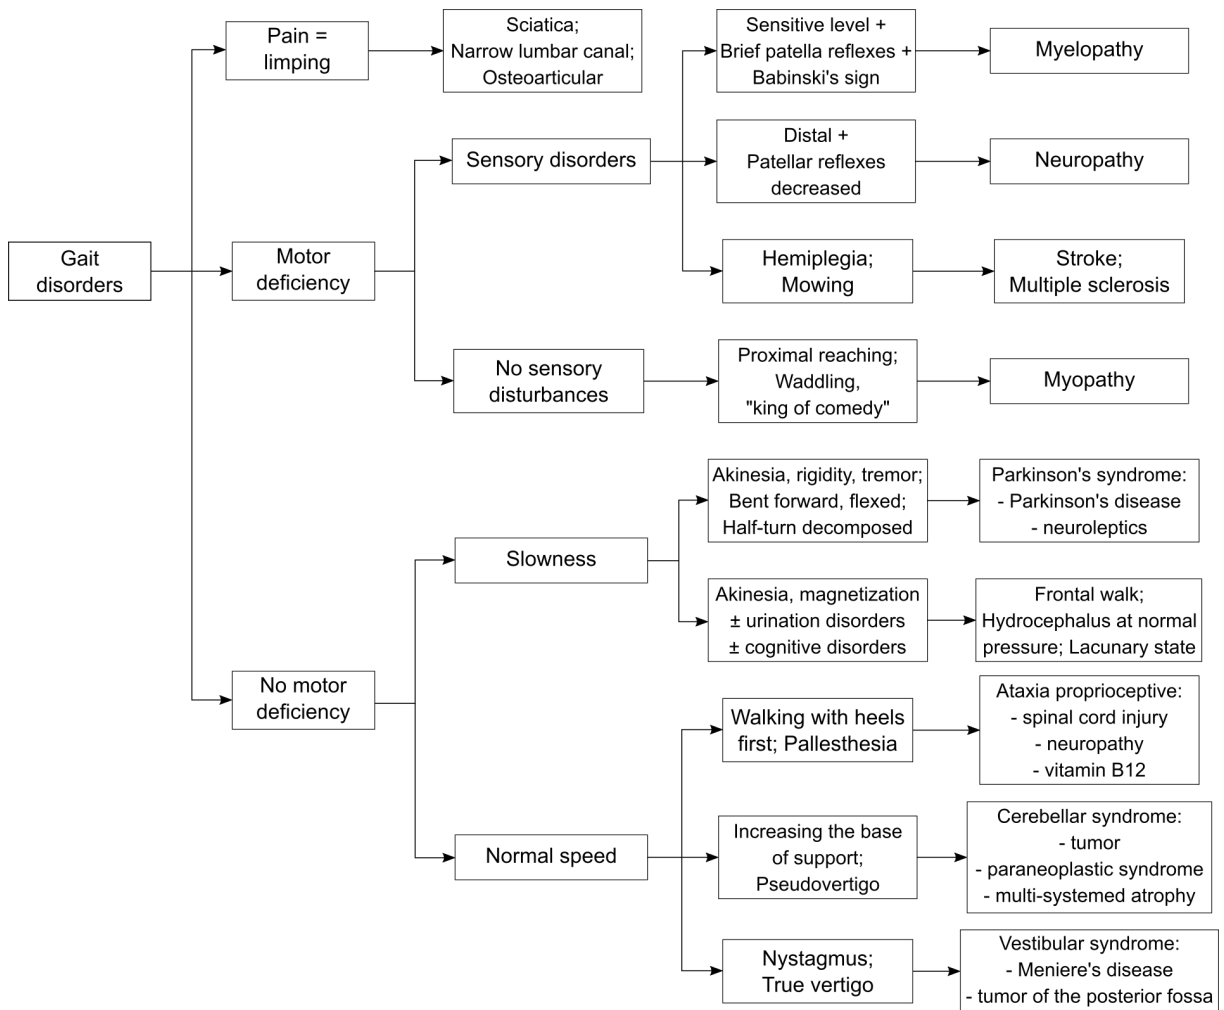 Gait
disorders
Pain =
limping
Sciatica;
Narrow lumbar canal;
Osteoarticular
Motor
deficiency
Sensory disorders
Sensitive level +
Brief patella reflexes +
Babinski's sign
Myelopathy
Distal +
Patellar reflexes
decreased
Neuropathy
Hemiplegia;
Mowing
Stroke;
Multiple sclerosis
No sensory
disturbances
Proximal reaching;
Waddling,
"king of comedy"
Myopathy
No motor
deficiency
Slowness
Akinesia, rigidity, tremor;
Bent forward, flexed;
Half-turn decomposed
Parkinson's syndrome:
- Parkinson's disease
- neuroleptics
Akinesia, magnetization
± urination disorders
± cognitive disorders
Frontal walk;
Hydrocephalus at normal
pressure; Lacunary state
Normal speed
Walking with heels
first; Pallesthesia
Ataxia proprioceptive:
- spinal cord injury
- neuropathy
- vitamin B12
Increasing the base
of support;
Pseudovertigo
Cerebellar syndrome:
- tumor
- paraneoplastic syndrome
- multi-systemed atrophy
Nystagmus;
True vertigo
Vestibular syndrome:
- Meniere's disease
- tumor of the posterior fossa